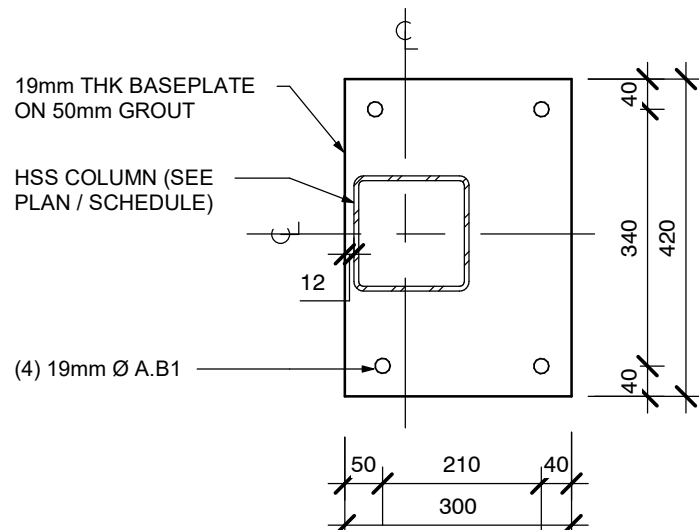 19mm THK BASEPLATE
ON 50mm GROUT
HSS COLUMN (SEE
PLAN / SCHEDULE)
12
(4) 19mm Ø A.B1
40
340
420
40
50 210 40
300